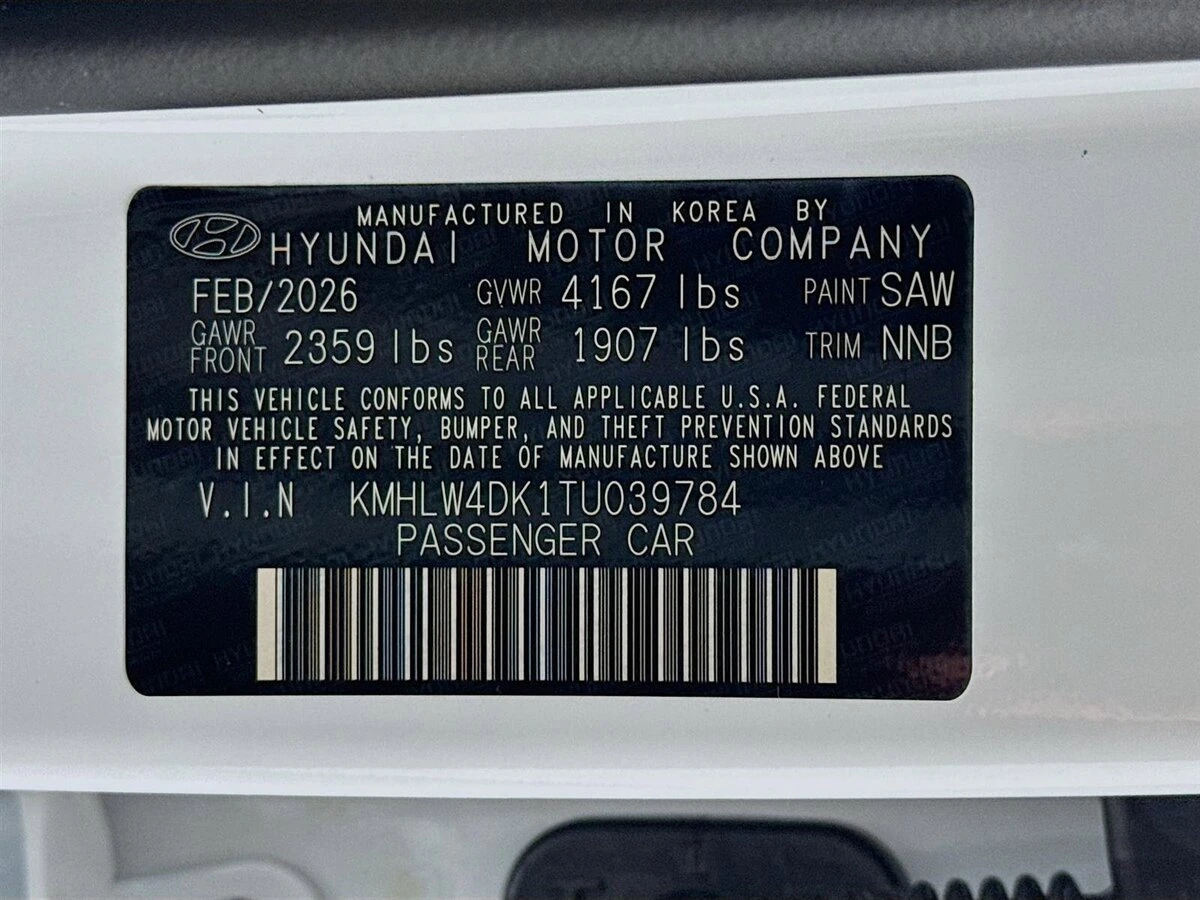 MANUFACTURED IN KOREA BY
HYUNDAI MOTOR COMPANY
FEB/2026 GVWR 4167 lbs PAINT SAW
GAWR FRONT 2359 lbs GAWR REAR 1907 lbs TRIM NNB
THIS VEHICLE CONFORMS TO ALL APPLICABLE U.S.A. FEDERAL
MOTOR VEHICLE SAFETY, BUMPER, AND THEFT PREVENTION STANDARDS
IN EFFECT ON THE DATE OF MANUFACTURE SHOWN ABOVE
V.I.N KMHLW4DK1TU039784
PASSENGER CAR